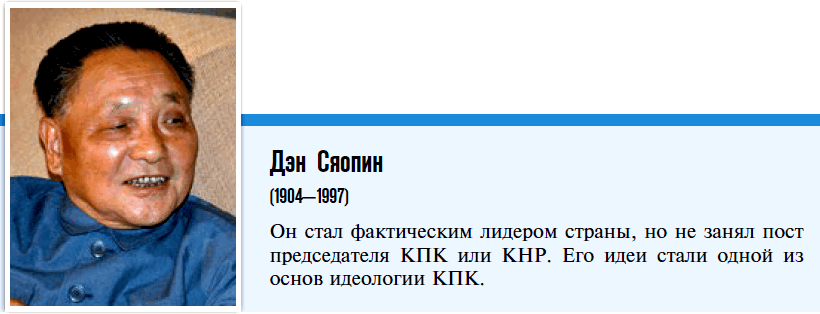 Дэн Сяопин
(1904—1997)
Он стал фактическим лидером страны, но не занял пост
председателя КПК или КНР. Его идеи стали одной из
основ идеологии КПК.